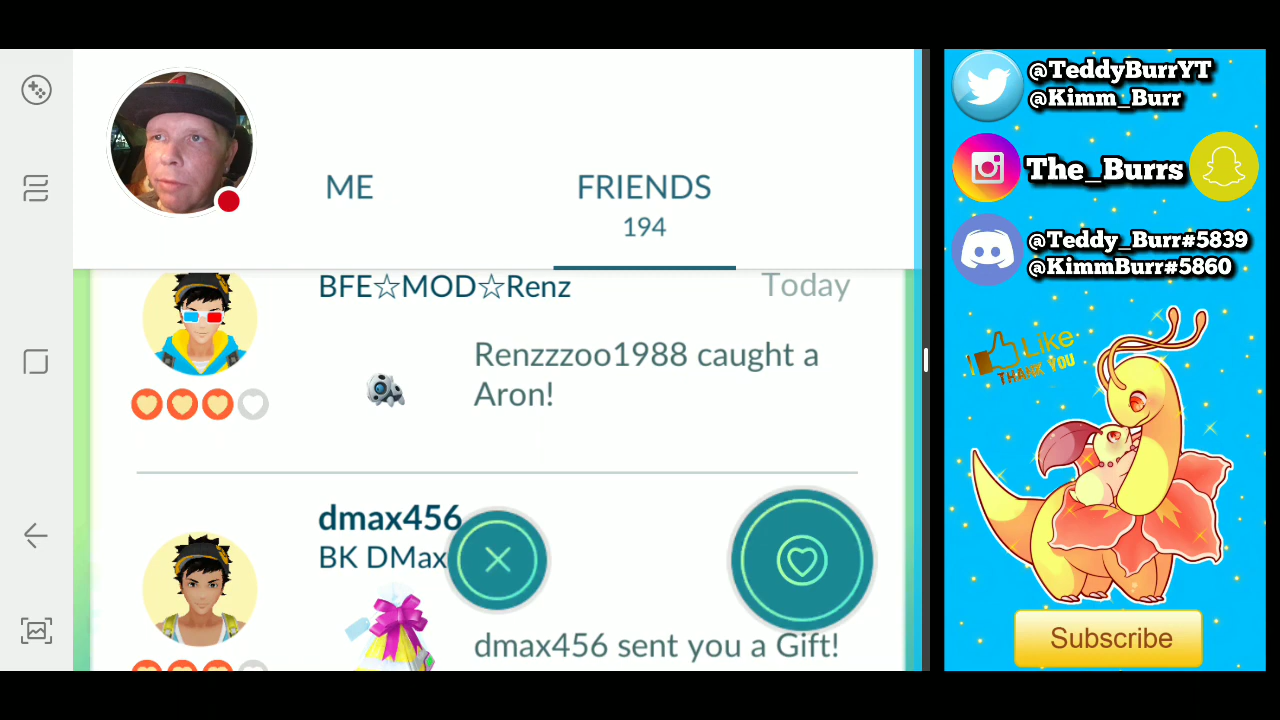 ME
FRIENDS
194
BFE☆MOD☆Renz
Today
Renzzzoo1988 caught a
Aron!
dmax456
BK DMax
dmax456 sent you a Gift!
@TeddyBurrYT
@Kimm_Burr
The_Burrs
@Teddy_Burr#5839
@KimmBurr#5860
Like
THANK YOU
Subscribe